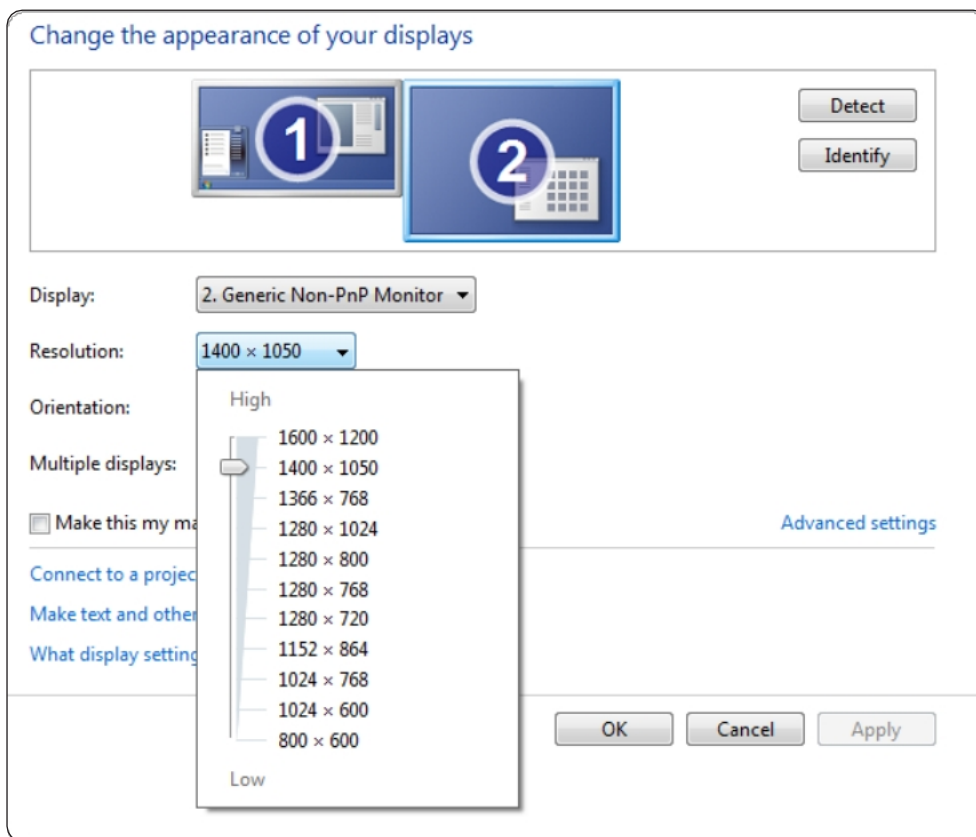 Change the appearance of your displays
1
2
Detect
Identify
Display:
2. Generic Non-PnP Monitor
Resolution:
1400 × 1050
Orientation:
High
1600 × 1200
Multiple displays:
1400 × 1050
1366 × 768
Make this my ma
1280 × 1024
Advanced settings
1280 × 800
Connect to a projec
1280 × 768
Make text and other
1280 × 720
What display setting
1152 × 864
1024 × 768
1024 × 600
OK
Cancel
Apply
800 × 600
Low